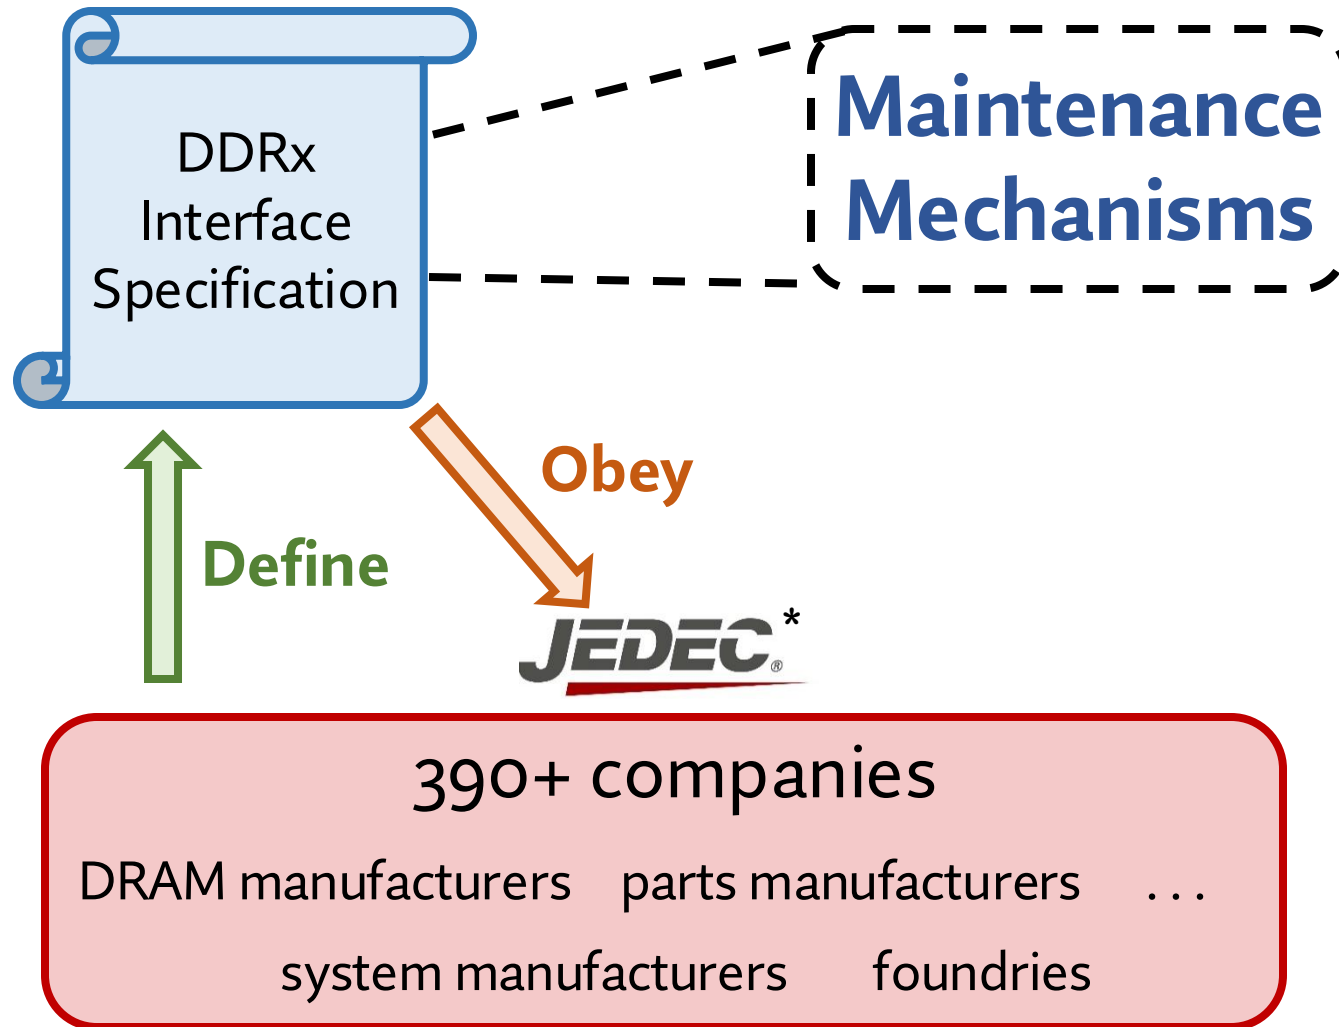 DDRx
Interface
Specification
Maintenance
Mechanisms
Obey
Define
JEDEC®*
390+ companies
DRAM manufacturers parts manufacturers ...
system manufacturers foundries